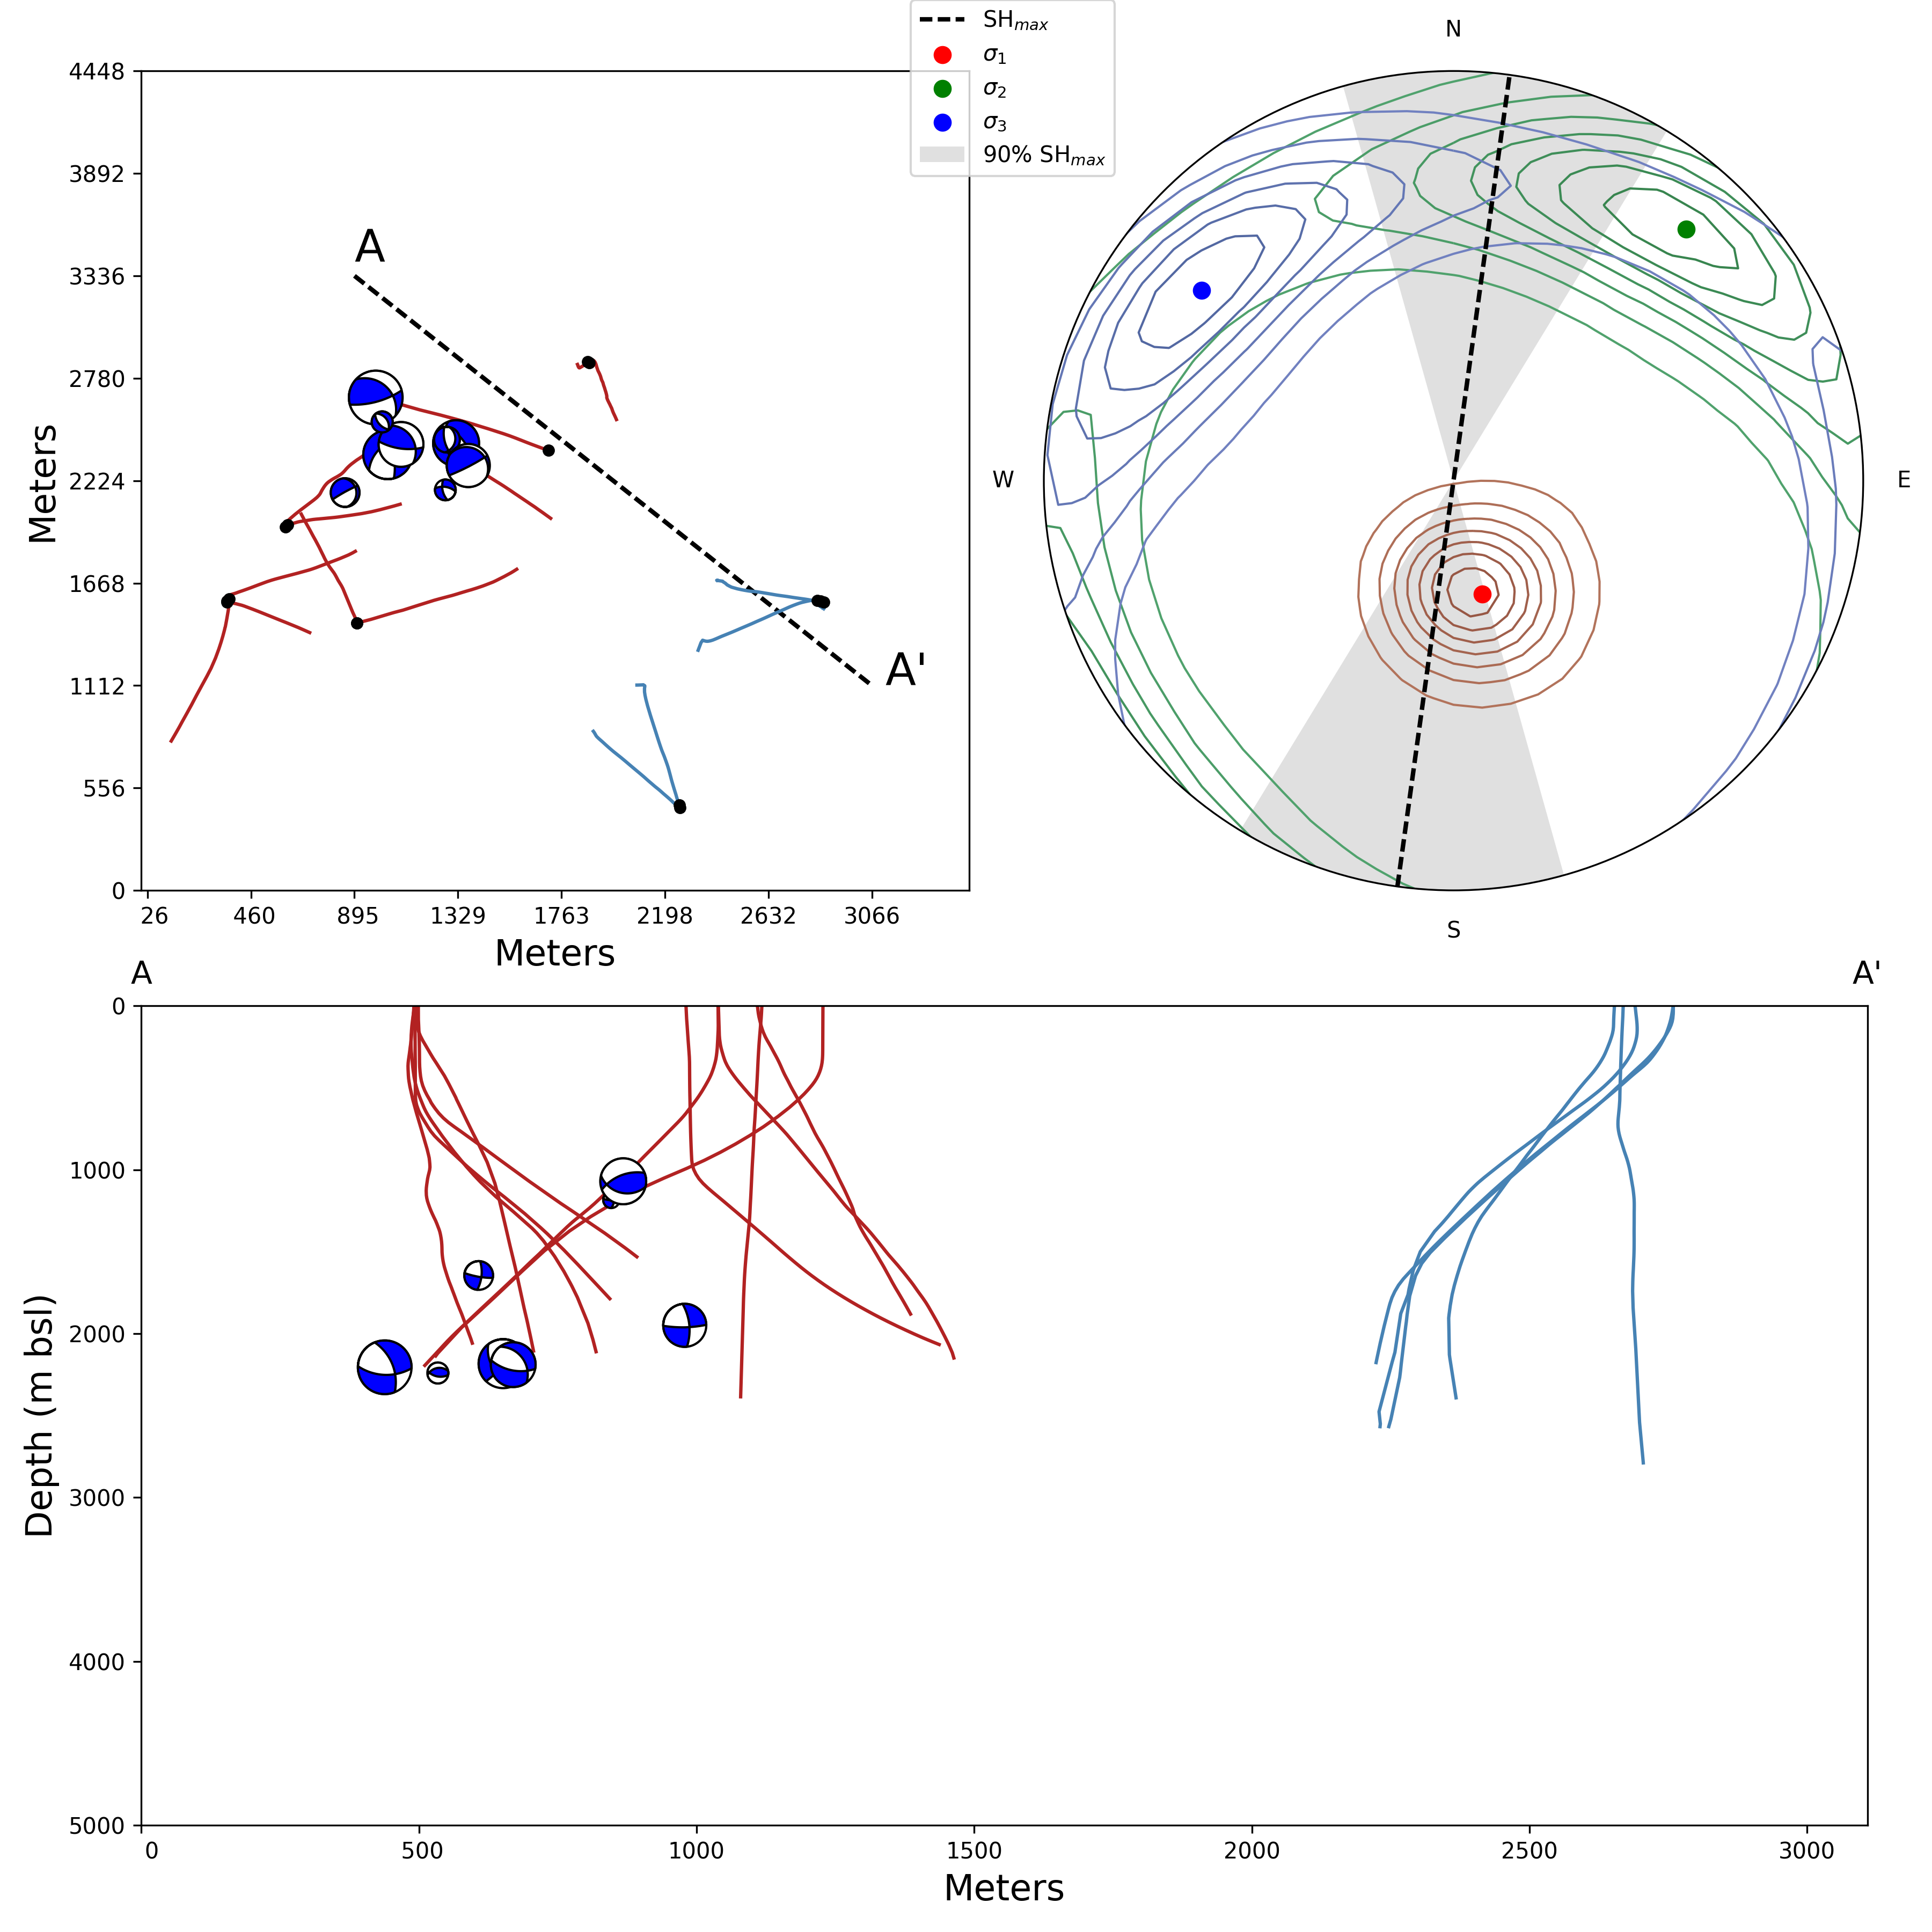 SHmax
σ1
σ2
σ3
90% SHmax
4448
3892
3336
2780
2224
1668
1112
556
0
Meters
A
A'
26 460 895 1329 1763 2198 2632 3066
Meters
N
W
E
S
A A'
0
1000
2000
3000
4000
5000
Depth (m bsl)
0 500 1000 1500 2000 2500 3000
Meters